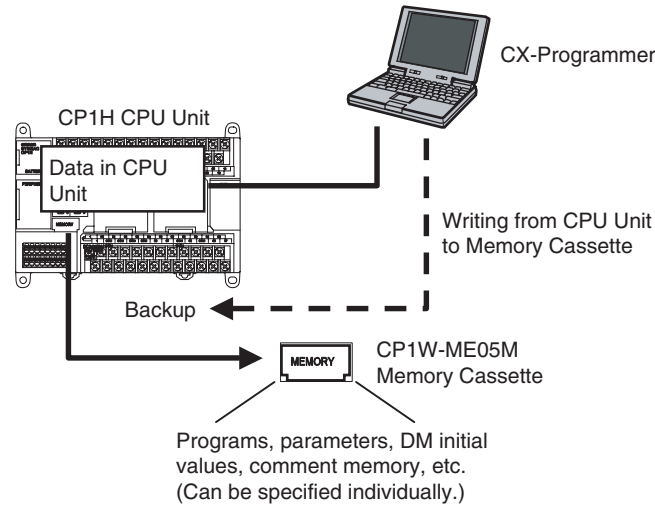 CX-Programmer
CP1H CPU Unit
Data in CPU
Unit
MEMORY
Writing from CPU Unit
to Memory Cassette
Backup
MEMORY
CP1W-ME05M
Memory Cassette
Programs, parameters, DM initial
values, comment memory, etc.
(Can be specified individually.)